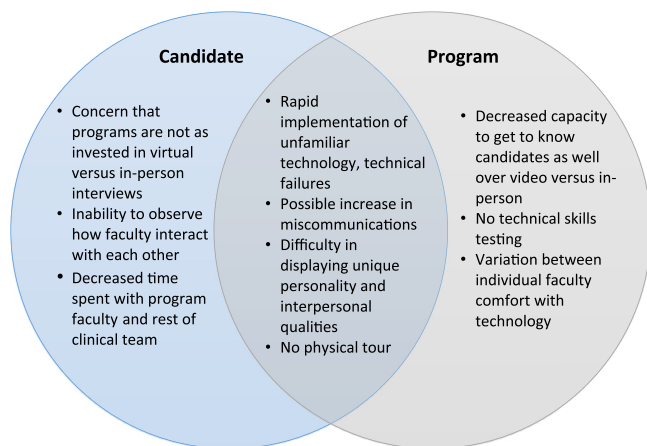 Candidate
• Concern that
programs are not as
invested in virtual
versus in-person
interviews
• Inability to observe
how faculty interact
with each other
• Decreased time
spent with program
faculty and rest of
clinical team
• Rapid
implementation of
unfamiliar
technology, technical
failures
• Possible increase in
miscommunications
• Difficulty in
displaying unique
personality and
interpersonal
qualities
• No physical tour
Program
• Decreased capacity
to get to know
candidates as well
over video versus in-
person
• No technical skills
testing
• Variation between
individual faculty
comfort with
technology